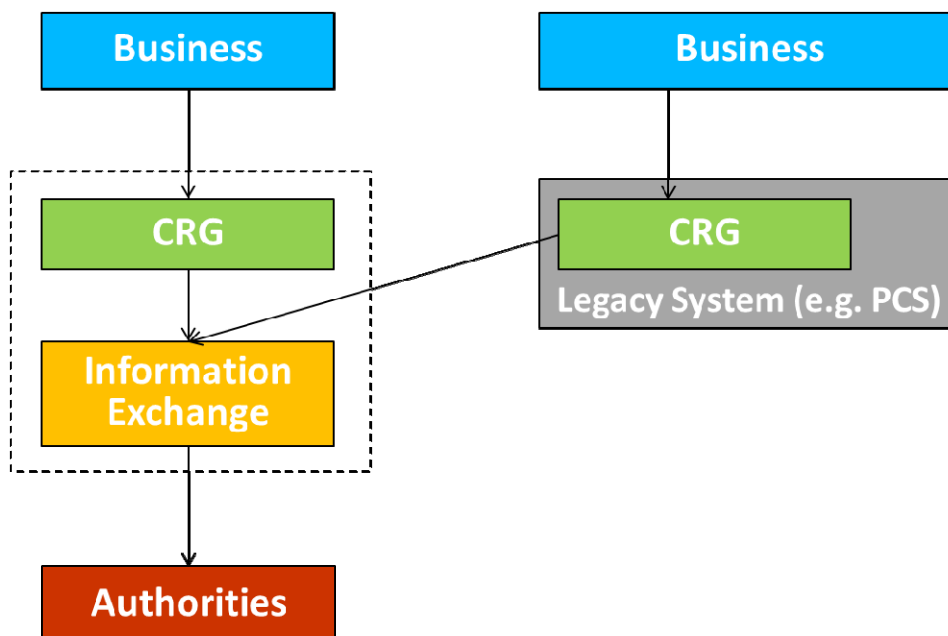 Business
Business
CRG
CRG
Legacy System (e.g. PCS)
Information
Exchange
Authorities